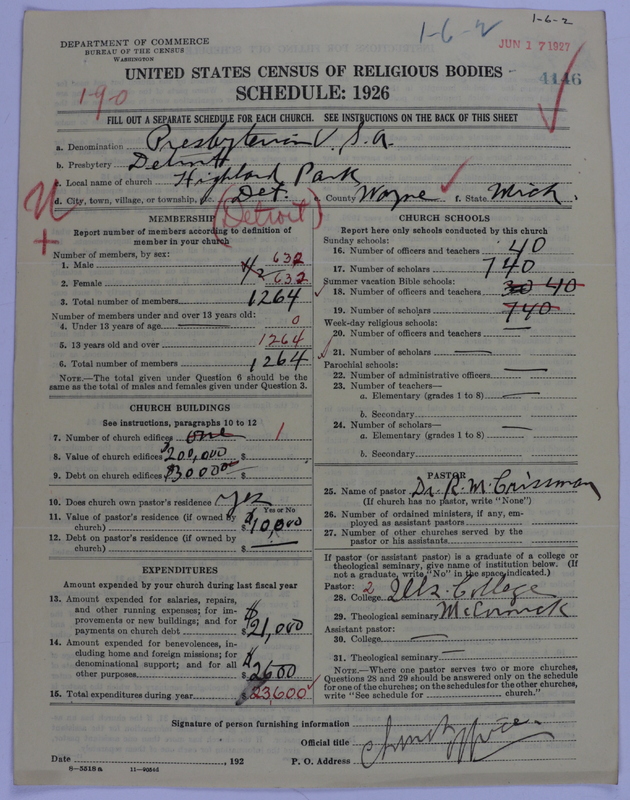 1-6-2
1-6-2
DEPARTMENT OF COMMERCE
BUREAU OF THE CENSUS
WASHINGTON
JUN 17 1927
UNITED STATES CENSUS OF RELIGIOUS BODIES
4146
SCHEDULE: 1926
1-9-0
FILL OUT A SEPARATE SCHEDULE FOR EACH CHURCH. SEE INSTRUCTIONS ON THE BACK OF THIS SHEET
a. Denomination Presbyterian U.S.A.
b. Presbytery Detroit
c. Local name of church Highland Park
d. City, town, village, or township, etc. Det. e. County Wayne f. State Mich.
(Detroit)
MEMBERSHIP
Report number of members according to definition of
member in your church
Number of members, by sex:
1. Male 632
2. Female 632
3. Total number of members 1264
Number of members under and over 13 years old:
4. Under 13 years of age 0
5. 13 years old and over 1264
6. Total number of members 1264
NOTE.—The total given under Question 6 should be the
same as the total of males and females given under Question 3.
CHURCH BUILDINGS
See instructions, paragraphs 10 to 12
7. Number of church edifices one 1
8. Value of church edifices $200,000
9. Debt on church edifices $30000 $
10. Does church own pastor's residence Yes
Yes or No
11. Value of pastor's residence (if owned by
church) $10,000
12. Debt on pastor's residence (if owned by
church) $
EXPENDITURES
Amount expended by your church during last fiscal year
13. Amount expended for salaries, repairs,
and other running expenses; for im-
provements or new buildings; and for
payments on church debt $21,000
14. Amount expended for benevolences, in-
cluding home and foreign missions; for
denominational support; and for all
other purposes $2600
15. Total expenditures during year $23,600
CHURCH SCHOOLS
Report here only schools conducted by this church
Sunday schools:
16. Number of officers and teachers 40
17. Number of scholars 740
Summer vacation Bible schools:
18. Number of officers and teachers 30 40
19. Number of scholars 740
Week-day religious schools:
20. Number of officers and teachers
21. Number of scholars
Parochial schools:
22. Number of administrative officers
23. Number of teachers—
a. Elementary (grades 1 to 8)
b. Secondary
24. Number of scholars—
a. Elementary (grades 1 to 8)
b. Secondary
PASTOR
25. Name of pastor Dr. R. M. Crissman
(If church has no pastor, write "None")
26. Number of ordained ministers, if any, em-
ployed as assistant pastors
27. Number of other churches served by the
pastor or his assistants
If pastor (or assistant pastor) is a graduate of a college or
theological seminary, give name of institution below. (If
not a graduate, write "No" in the space indicated.)
Pastor: 2
28. College College
29. Theological seminary McCormick
Assistant pastor:
30. College
31. Theological seminary
NOTE.—Where one pastor serves two or more churches,
Questions 28 and 29 should be answered only on the schedule
for one of the churches; on the schedules for the other churches,
write "See schedule for church."
Signature of person furnishing information
Official title
Date , 192 P. O. Address Church office
8-5518a 11-9054a